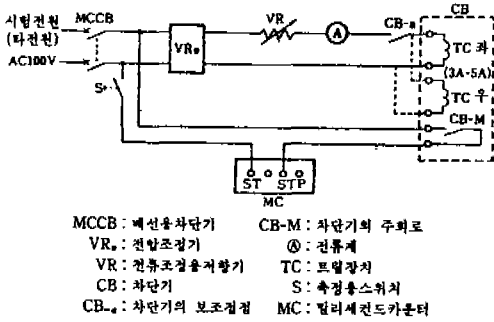 시험전원 MCCB VR CB-a CB
(타전원) VRₑ A TC 좌
AC100V (3A-5A)
S TC 우
CB-M
ST STP
MC
MCCB : 배선용차단기 CB-M : 차단기의 주회로
VRₑ : 전압조정기 Ⓐ : 전류계
VR : 전류조정용저항기 TC : 트립장치
CB : 차단기 S : 측정용스위치
CB-a : 차단기의 보조접점 MC : 밀리세컨드카운터